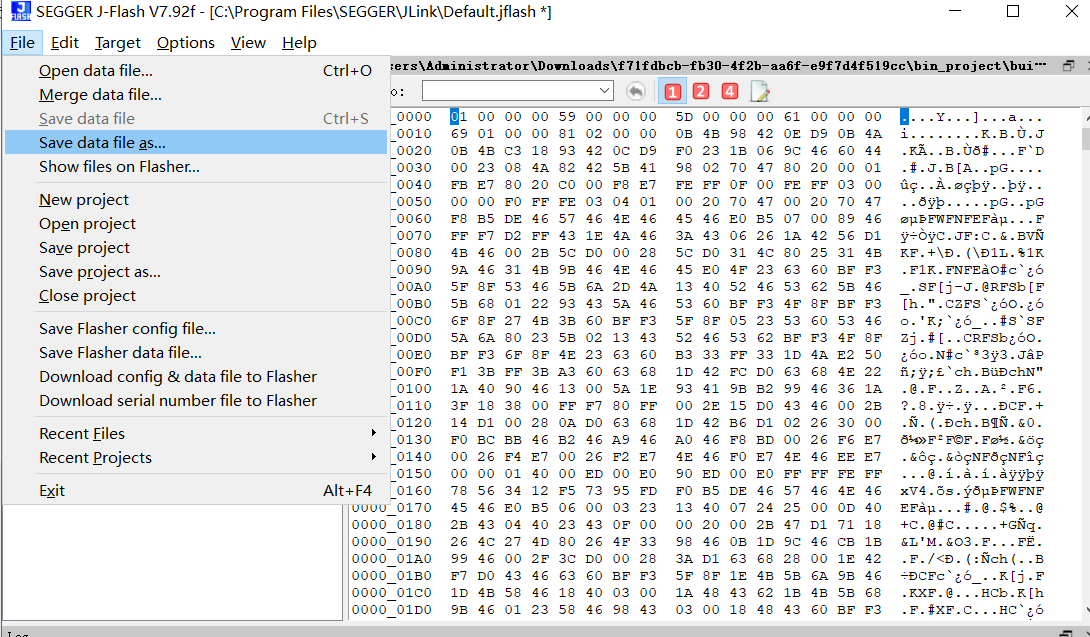 SEGGER J-Flash V7.92f - [C:\Program Files\SEGGER\JLink\Default.jflash *]
File Edit Target Options View Help
Open data file... Ctrl+O
Merge data file...
Save data file Ctrl+S
Save data file as...
Show files on Flasher...
New project
Open project
Save project
Save project as...
Close project
Save Flasher config file...
Save Flasher data file...
Download config & data file to Flasher
Download serial number file to Flasher
Recent Files
Recent Projects
Exit Alt+F4
ers\Administrator\Downloads\f71fdbcb-fb30-4f2b-aa6f-e9f7d4f519cc\bin_project\bui...
o: 1 2 4
_0000 01 00 00 00 59 00 00 00 5D 00 00 00 61 00 00 00 ....Y...]...a...
_0010 69 01 00 00 81 02 00 00 0B 4B 98 42 0E D9 0B 4A i........K.B.Ù.J
_0020 0B 4B C3 18 93 42 0C D9 F0 23 1B 06 9C 46 60 44 .KÃ..B.Ùð#...F`D
_0030 00 23 08 4A 82 42 5B 41 98 02 70 47 80 20 00 01 .#.J.B[A..pG. ..
_0040 FB E7 80 20 C0 00 F8 E7 FE EF 00 FE EF 03 00
_0050 00 00 F0 FF FE 03 04 01 00 20 70 47 00 20 70 47
_0060 F8 B5 DE 46 57 46 4E 46 45 46 E0 B5 07 00 89 46 øµÞFWFNFEFàµ...F
_0070 FF F7 D2 FF 43 1E 4A 46 3A 43 06 26 1A 42 56 D1 ÿ÷ÒÿC.JF:C.&.BVÑ
_0080 4B 46 00 2B 5C D0 00 28 5C D0 31 4C 80 25 31 4B KF.+\Ð.(\Ð1L.%1K
_0090 9A 46 31 4B 9B 46 4E 46 45 E0 4F 23 63 60 BF F3 .F1K.FNFEàO#c`¿ó
_00A0 5F 8F 53 46 5B 6A 2D 4A 13 40 52 46 53 62 5B 46 _.SF[j-J.@RFSb[F
_00B0 5B 68 01 22 93 43 5A 46 53 60 BF F3 4F 8F BF F3 [h.".CZFS`¿óO.¿ó
_00C0 6F 8F 27 4B 3B 60 BF F3 5F 8F 05 23 53 60 53 46 o.'K;`¿ó_..#S`SF
_00D0 5A 6A 80 23 5B 02 13 43 52 46 53 62 BF F3 4F 8F Zj.#[..CRFSb¿óO.
_00E0 BF F3 6F 8F 4E 23 63 60 B3 33 FF 33 1D 4A E2 50 ¿óo.N#c`³3ÿ3.JâP
_00F0 F1 3B FF 3B A3 60 63 68 1D 42 FC D0 63 68 4E 22 ñ;ÿ;£`ch.BüÐchN"
_0100 1A 40 90 46 13 00 5A 1E 93 41 9B B2 99 46 36 1A
_0110 3F 18 38 00 FF F7 80 FF 00 2E 15 D0 43 46 00 2B ?.8.ÿ÷.ÿ...ÐCF.+
_0120 14 D1 00 28 0A D0 63 68 1D 42 B6 D1 02 26 30 00 .Ñ.(.Ðch.B¶Ñ.&0.
_0130 F0 BC BB 46 B2 46 A9 46 A0 46 F8 BD 00 26 F6 E7
_0140 00 26 F4 E7 00 26 F2 E7 4E 46 F0 E7 4E 46 EE E7 .&ôç.&òçNFðçNFîç
_0150 00 00 01 40 00 ED 00 E0 90 ED 00 E0 FF FF FE FF ...@.í.à.í.àÿÿþÿ
_0160 78 56 34 12 F5 73 95 FD F0 B5 DE 46 57 46 4E 46 xV4.õs.ýðµÞFWFNF
0000_0170 45 46 E0 B5 06 00 03 23 13 40 07 24 25 00 0D 40 EFàµ...#.@.$%..@
0000_0180 2B 43 04 40 23 43 0F 00 00 20 00 2B 47 D1 71 18 +C.@#C... .+GÑq.
0000_0190 26 4C 27 4D 80 26 4F 33 98 46 0B 1D 9C 46 CB 1B &L'M.&O3.F...FË.
0000_01A0 99 46 00 2F 3C D0 00 28 3A D1 63 68 28 00 1E 42 .F./<Ð.(:Ñch(..B
0000_01B0 F7 D0 43 46 63 60 BF F3 5F 8F 1E 4B 5B 6A 9B 46 ÷ÐCFc`¿ó_..K[j.F
0000_01C0 1D 4B 58 46 18 40 03 00 1A 48 43 62 1B 4B 5B 68 .KXF.@...HCb.K[h
0000_01D0 9B 46 01 23 58 46 98 43 03 00 18 48 43 60 BF F3 .F.#XF.C...HC`¿ó